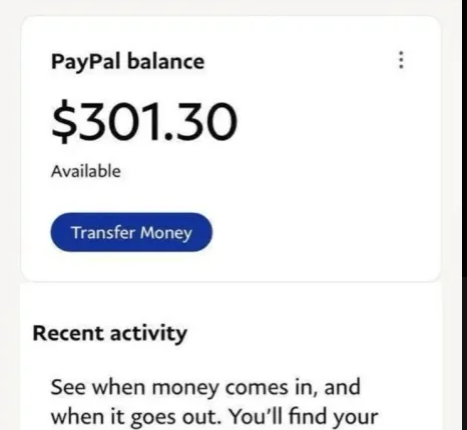 PayPal balance
$301.30
Available
Transfer Money
Recent activity
See when money comes in, and
when it goes out. You'll find your